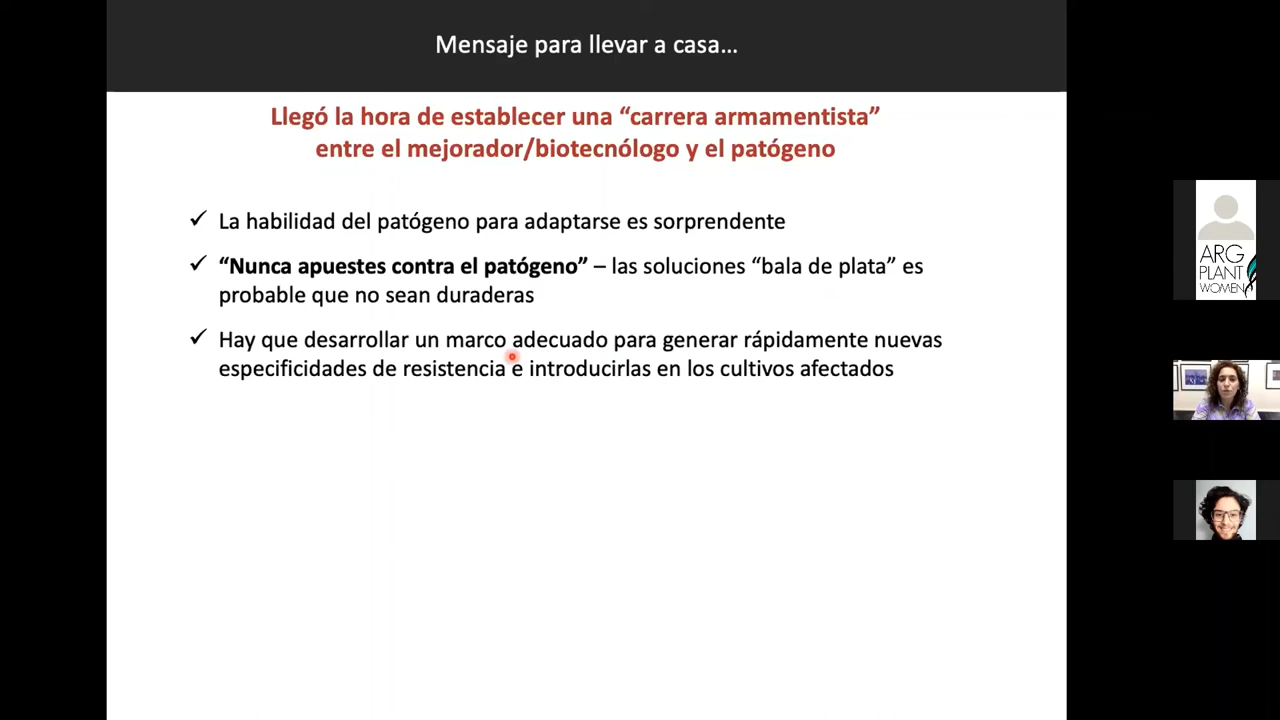 Mensaje para llevar a casa...
Llegó la hora de establecer una “carrera armamentista”
entre el mejorador/biotecnólogo y el patógeno
✓ La habilidad del patógeno para adaptarse es sorprendente
✓ “Nunca apuestes contra el patógeno” – las soluciones “bala de plata” es
probable que no sean duraderas
✓ Hay que desarrollar un marco adecuado para generar rápidamente nuevas
especificidades de resistencia e introducirlas en los cultivos afectados
ARG
PLANT
WOMEN